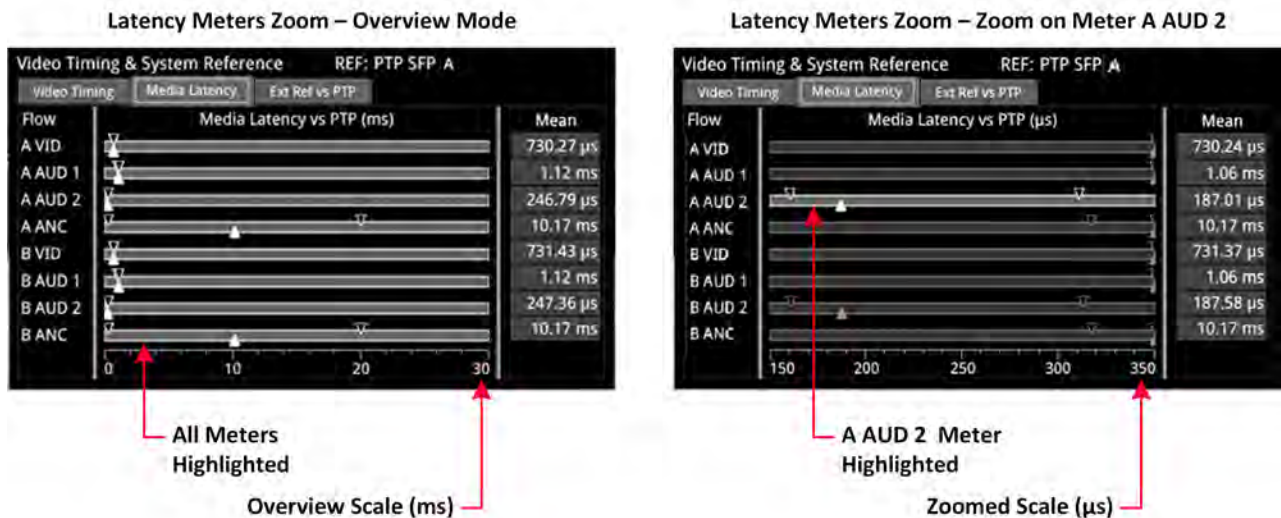 Latency Meters Zoom – Overview Mode
Video Timing & System Reference REF: PTP SFP A
Video Timing Media Latency Ext Ref vs PTP
Flow Media Latency vs PTP (ms) Mean
A VID 730.27 µs
A AUD 1 1.12 ms
A AUD 2 246.79 µs
A ANC 10.17 ms
B VID 731.43 µs
B AUD 1 1.12 ms
B AUD 2 247.36 µs
B ANC 10.17 ms
0 10 20 30
All Meters
Highlighted
Overview Scale (ms)
Latency Meters Zoom – Zoom on Meter A AUD 2
Video Timing & System Reference REF: PTP SFP A
Video Timing Media Latency Ext Ref vs PTP
Flow Media Latency vs PTP (µs) Mean
A VID 730.24 µs
A AUD 1 1.06 ms
A AUD 2 187.01 µs
A ANC 10.17 ms
B VID 731.37 µs
B AUD 1 1.06 ms
B AUD 2 187.58 µs
B ANC 10.17 ms
150 200 250 300 350
A AUD 2 Meter
Highlighted
Zoomed Scale (µs)